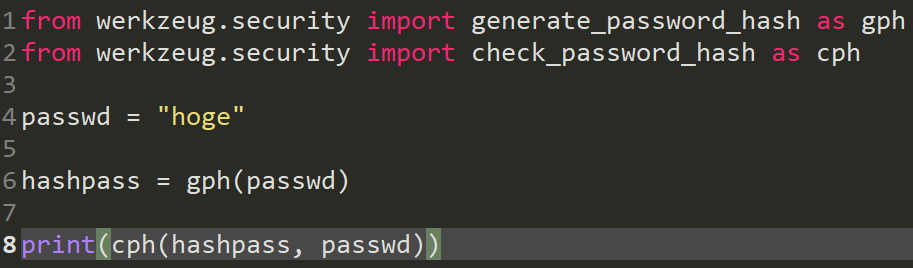 1 from werkzeug.security import generate_password_hash as gph
2 from werkzeug.security import check_password_hash as cph
3
4 passwd = "hoge"
5
6 hashpass = gph(passwd)
7
8 print(cph(hashpass, passwd))